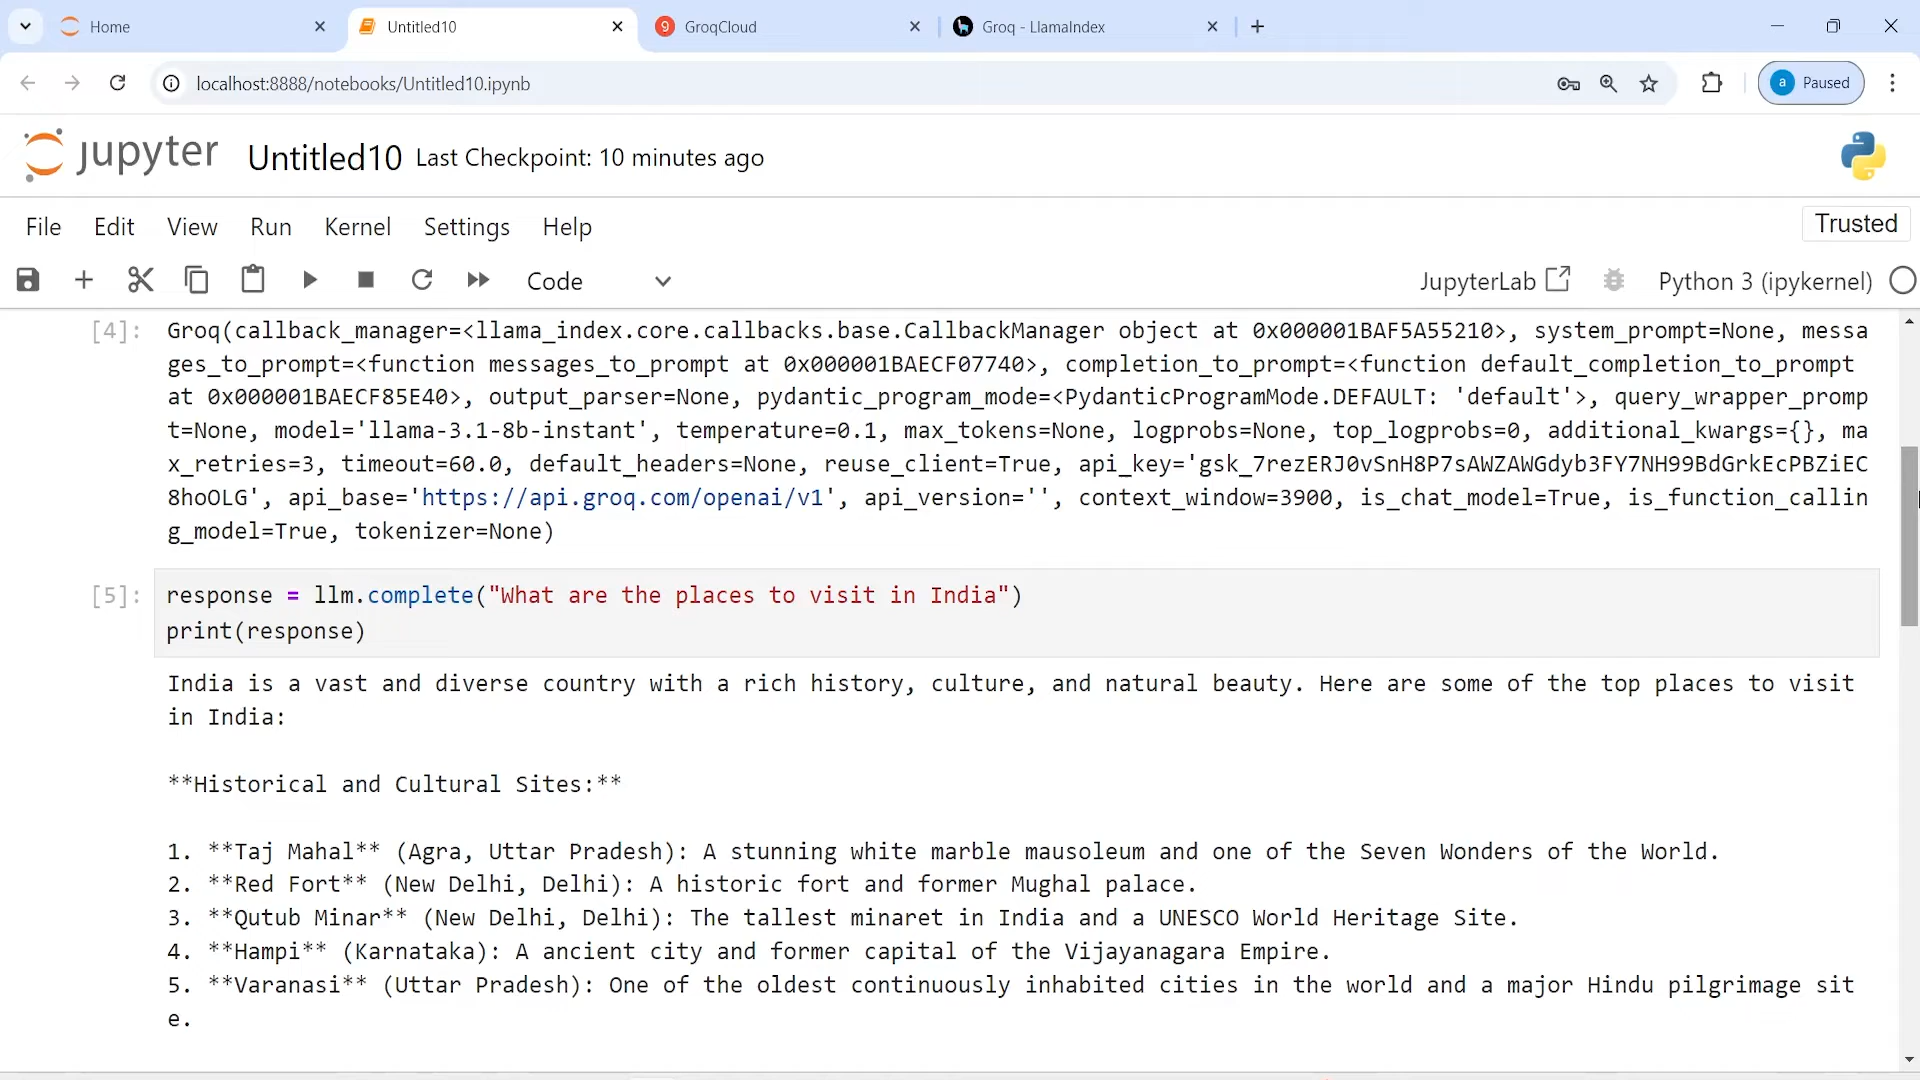 Home
Untitled10
GroqCloud
Groq - LlamaIndex
localhost:8888/notebooks/Untitled10.ipynb
a Paused
jupyter Untitled10 Last Checkpoint: 10 minutes ago
File Edit View Run Kernel Settings Help
Trusted
Code
JupyterLab
Python 3 (ipykernel)
[4]: Groq(callback_manager=<llama_index.core.callbacks.base.CallbackManager object at 0x000001BAF5A55210>, system_prompt=None, messa
ges_to_prompt=<function messages_to_prompt at 0x000001BAECF07740>, completion_to_prompt=<function default_completion_to_prompt
at 0x000001BAECF85E40>, output_parser=None, pydantic_program_mode=<PydanticProgramMode.DEFAULT: 'default'>, query_wrapper_promp
t=None, model='llama-3.1-8b-instant', temperature=0.1, max_tokens=None, logprobs=None, top_logprobs=0, additional_kwargs={}, ma
x_retries=3, timeout=60.0, default_headers=None, reuse_client=True, api_key='gsk_7rezERJ0vSnH8P7sAWZAWGdyb3FY7NH99BdGrkEcPBZiEC
8hoOLG', api_base='https://api.groq.com/openai/v1', api_version='', context_window=3900, is_chat_model=True, is_function_callin
g_model=True, tokenizer=None)
[5]: response = llm.complete("What are the places to visit in India")
print(response)
India is a vast and diverse country with a rich history, culture, and natural beauty. Here are some of the top places to visit
in India:
**Historical and Cultural Sites:**
1. **Taj Mahal** (Agra, Uttar Pradesh): A stunning white marble mausoleum and one of the Seven Wonders of the World.
2. **Red Fort** (New Delhi, Delhi): A historic fort and former Mughal palace.
3. **Qutub Minar** (New Delhi, Delhi): The tallest minaret in India and a UNESCO World Heritage Site.
4. **Hampi** (Karnataka): A ancient city and former capital of the Vijayanagara Empire.
5. **Varanasi** (Uttar Pradesh): One of the oldest continuously inhabited cities in the world and a major Hindu pilgrimage sit
e.